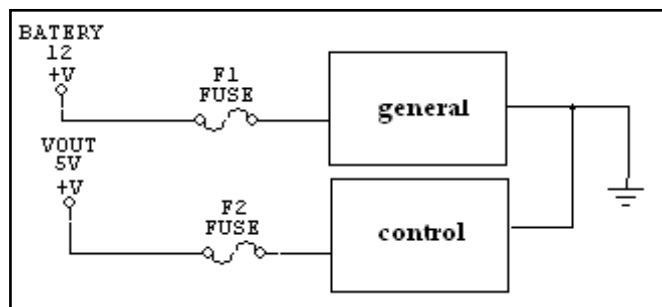 BATERY
12
+V
F1
FUSE
general
VOUT
5V
+V
F2
FUSE
control